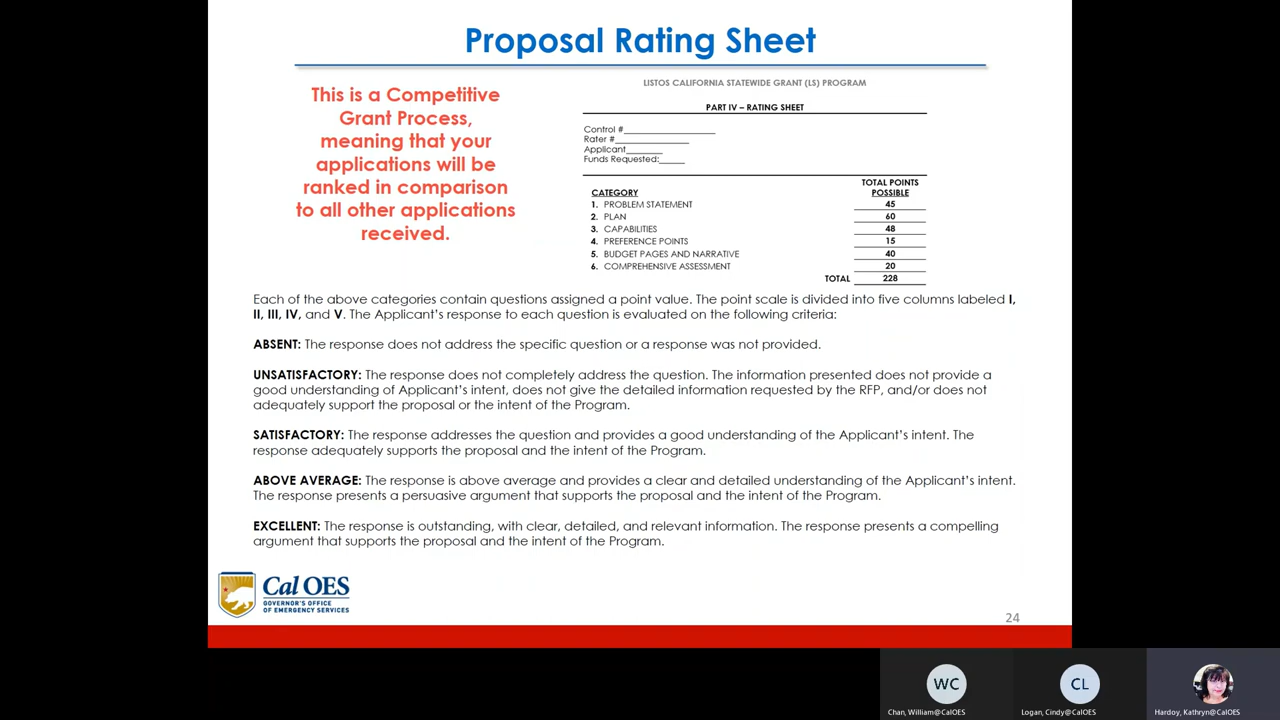 Proposal Rating Sheet
This is a Competitive
Grant Process,
meaning that your
applications will be
ranked in comparison
to all other applications
received.
LISTOS CALIFORNIA STATEWIDE GRANT (LS) PROGRAM
PART IV – RATING SHEET
Control #___________________
Rater #________________
Applicant________
Funds Requested:______
CATEGORY TOTAL POINTS POSSIBLE
1. PROBLEM STATEMENT 45
2. PLAN 60
3. CAPABILITIES 48
4. PREFERENCE POINTS 15
5. BUDGET PAGES AND NARRATIVE 40
6. COMPREHENSIVE ASSESSMENT 20
TOTAL 228
Each of the above categories contain questions assigned a point value. The point scale is divided into five columns labeled I,
II, III, IV, and V. The Applicant's response to each question is evaluated on the following criteria:
ABSENT: The response does not address the specific question or a response was not provided.
UNSATISFACTORY: The response does not completely address the question. The information presented does not provide a
good understanding of Applicant's intent, does not give the detailed information requested by the RFP, and/or does not
adequately support the proposal or the intent of the Program.
SATISFACTORY: The response addresses the question and provides a good understanding of the Applicant's intent. The
response adequately supports the proposal and the intent of the Program.
ABOVE AVERAGE: The response is above average and provides a clear and detailed understanding of the Applicant's intent.
The response presents a persuasive argument that supports the proposal and the intent of the Program.
EXCELLENT: The response is outstanding, with clear, detailed, and relevant information. The response presents a compelling
argument that supports the proposal and the intent of the Program.
Cal OES
GOVERNOR'S OFFICE
OF EMERGENCY SERVICES
24
WC
CL
Chan, William@CalOES
Logan, Cindy@CalOES
Hardoy, Kathryn@CalOES